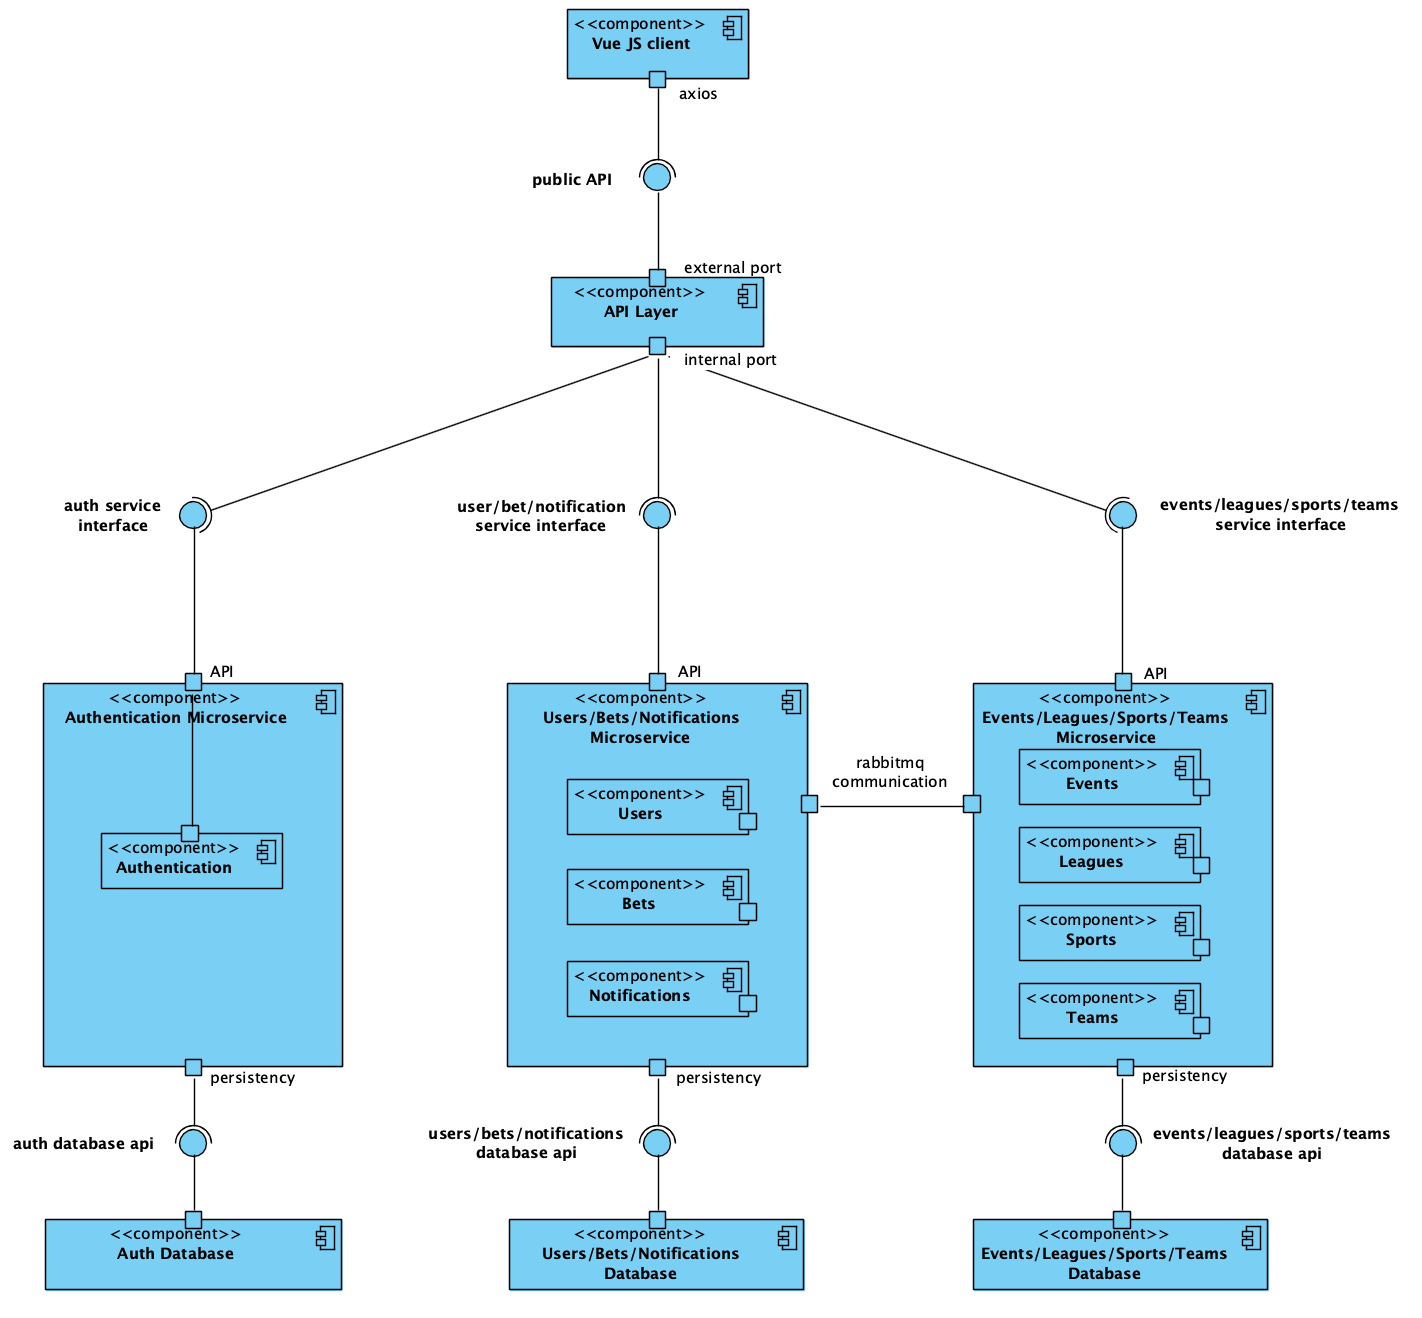 <<component>>
Vue JS client
axios
public API
external port
<<component>>
API Layer
internal port
auth service
interface
user/bet/notification
service interface
events/leagues/sports/teams
service interface
API
<<component>>
Authentication Microservice
<<component>>
Authentication
persistency
API
<<component>>
Users/Bets/Notifications
Microservice
<<component>>
Users
<<component>>
Bets
<<component>>
Notifications
persistency
rabbitmq
communication
API
<<component>>
Events/Leagues/Sports/Teams
Microservice
<<component>>
Events
<<component>>
Leagues
<<component>>
Sports
<<component>>
Teams
persistency
auth database api
users/bets/notifications
database api
events/leagues/sports/teams
database api
<<component>>
Auth Database
<<component>>
Users/Bets/Notifications
Database
<<component>>
Events/Leagues/Sports/Teams
Database